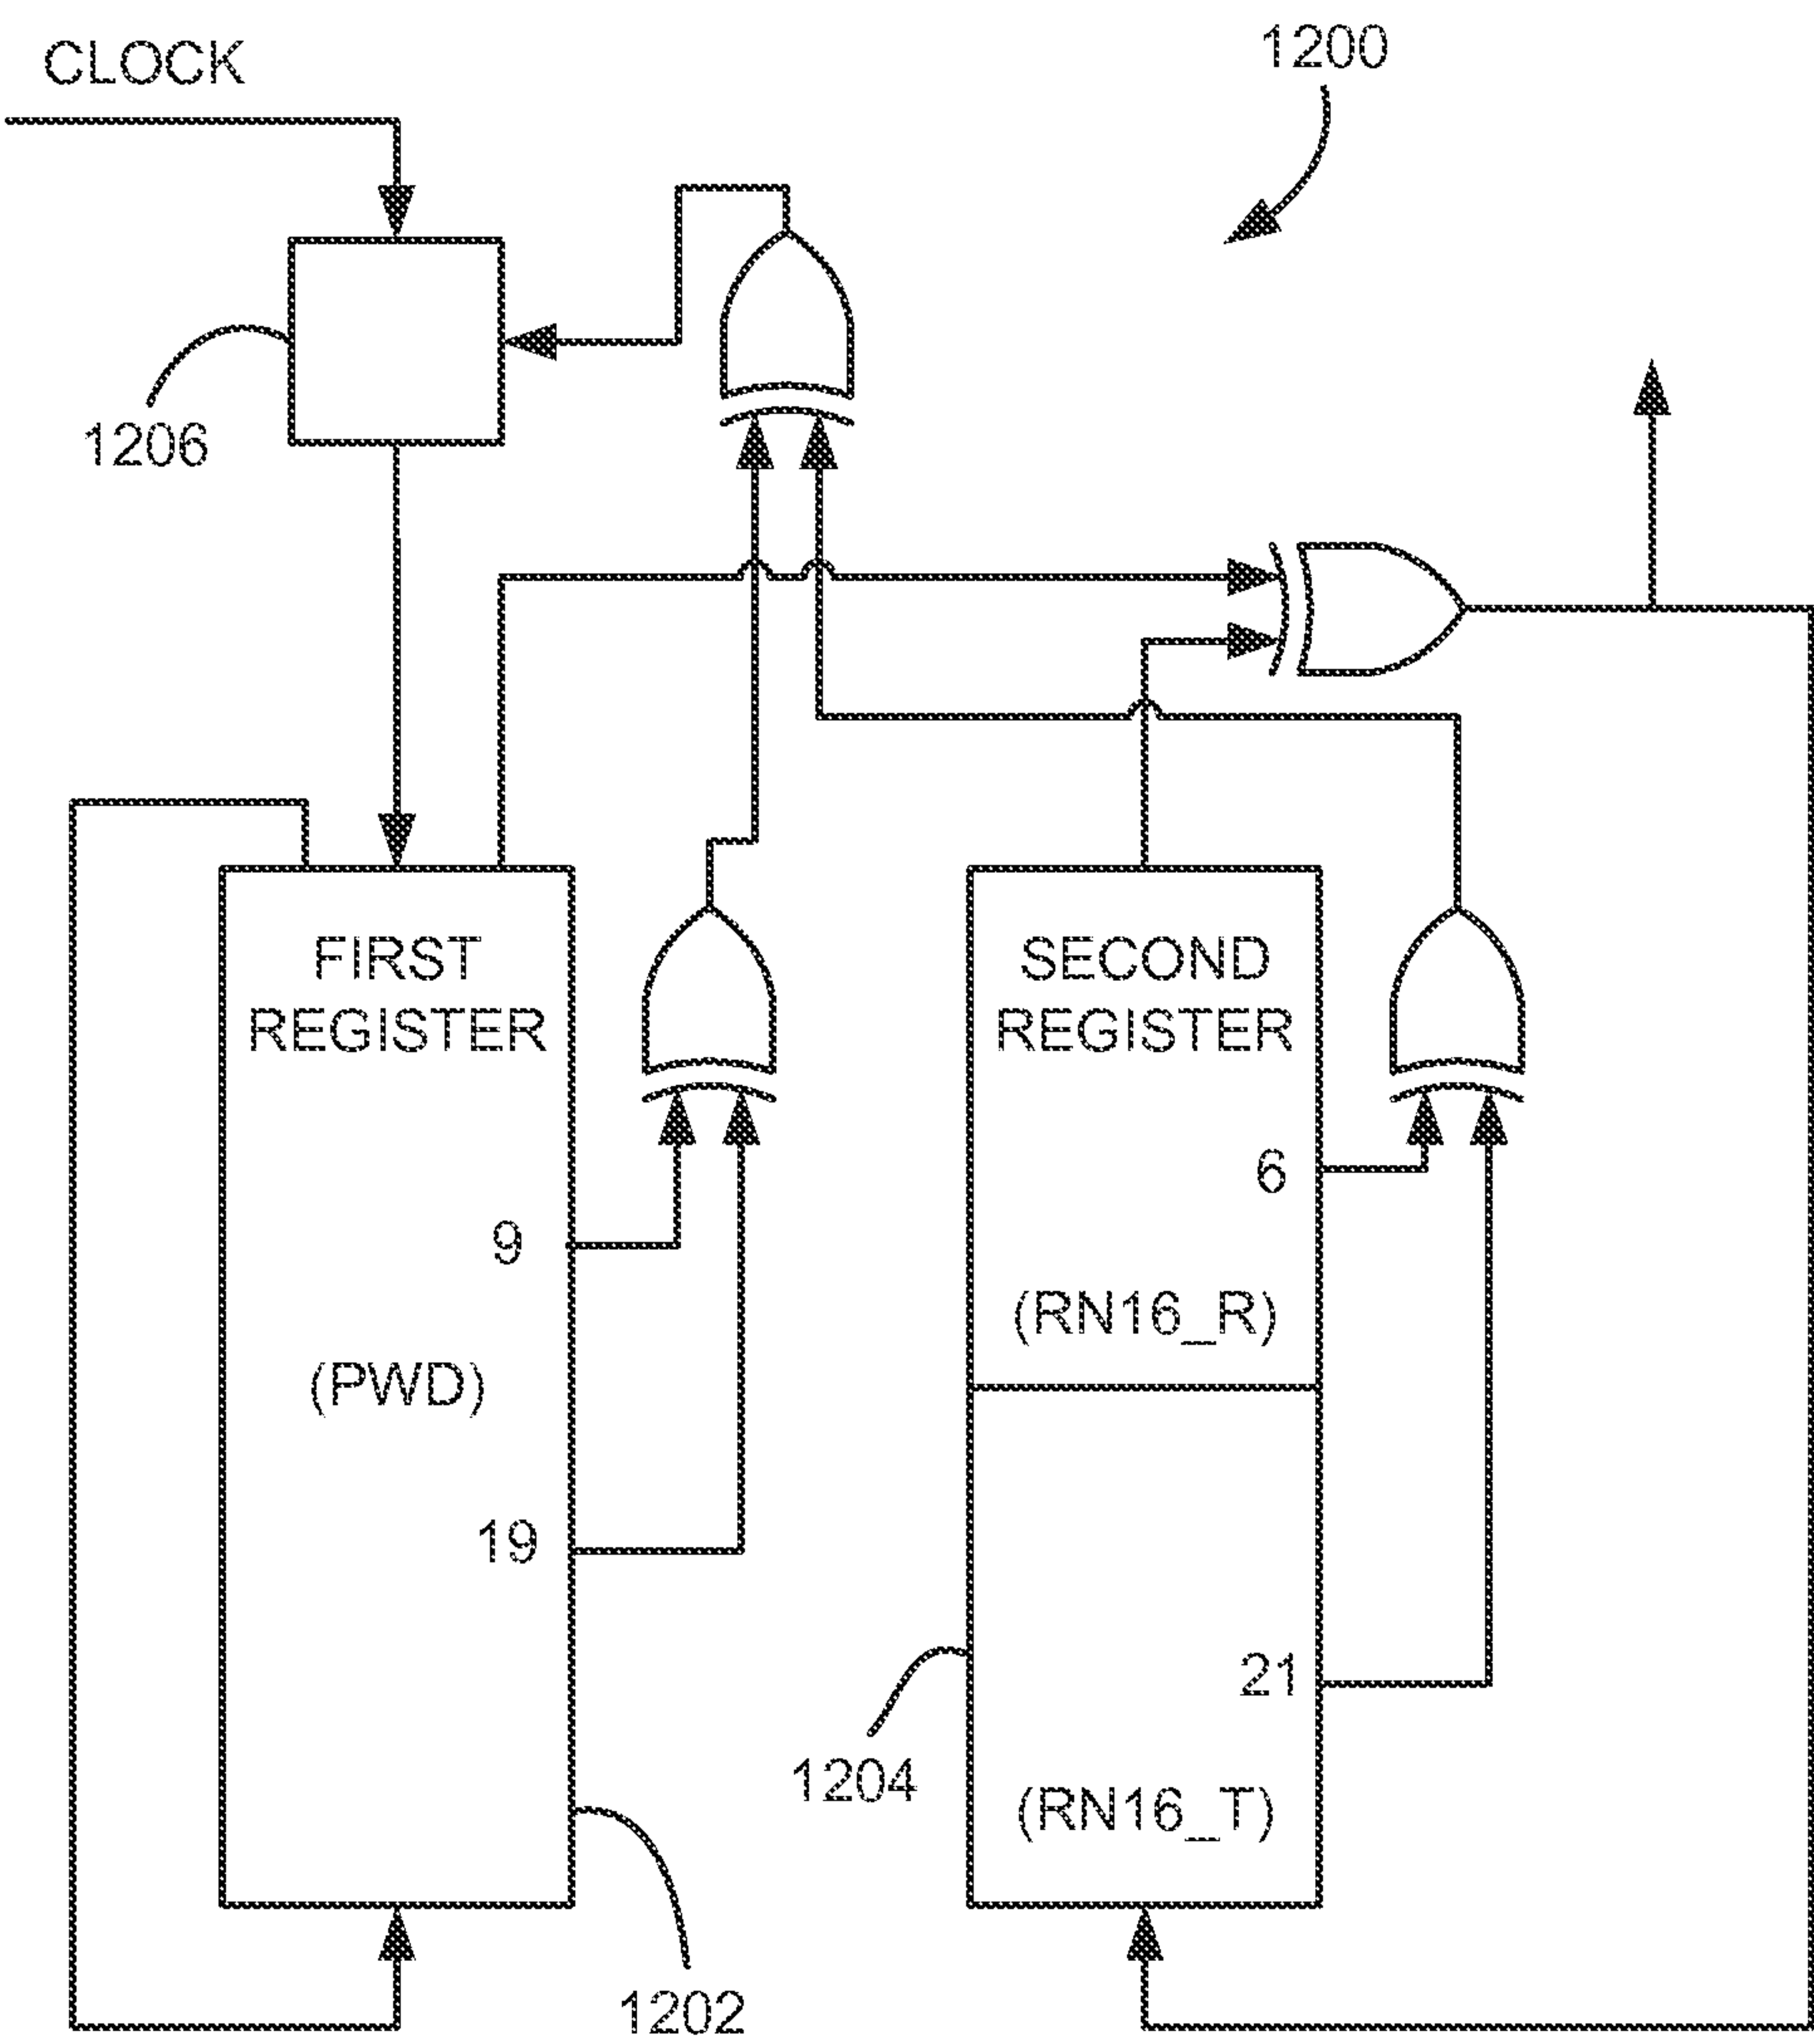 CLOCK
1200
1206
FIRST
REGISTER
SECOND
REGISTER
6
9
(RN16_R)
(PWD)
19
21
1204
(RN16_T)
1202